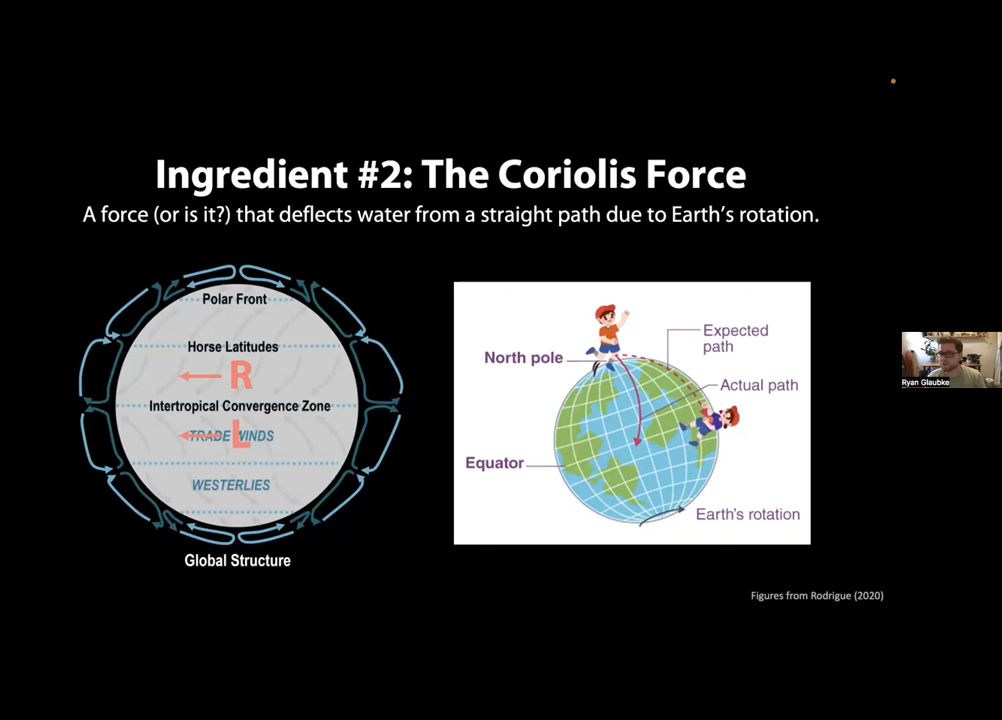 Ingredient #2: The Coriolis Force
A force (or is it?) that deflects water from a straight path due to Earth's rotation.
Polar Front
Horse Latitudes
R
Intertropical Convergence Zone
TRADE WINDS
L
WESTERLIES
Global Structure
North pole
Expected
path
Actual path
Equator
Earth's rotation
Figures from Rodrigue (2020)
Ryan Glaubke